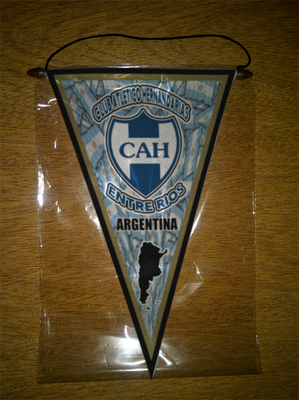 CLUB ATLETICO HERNANDARIAS
CAH
ENTRE RIOS
ARGENTINA